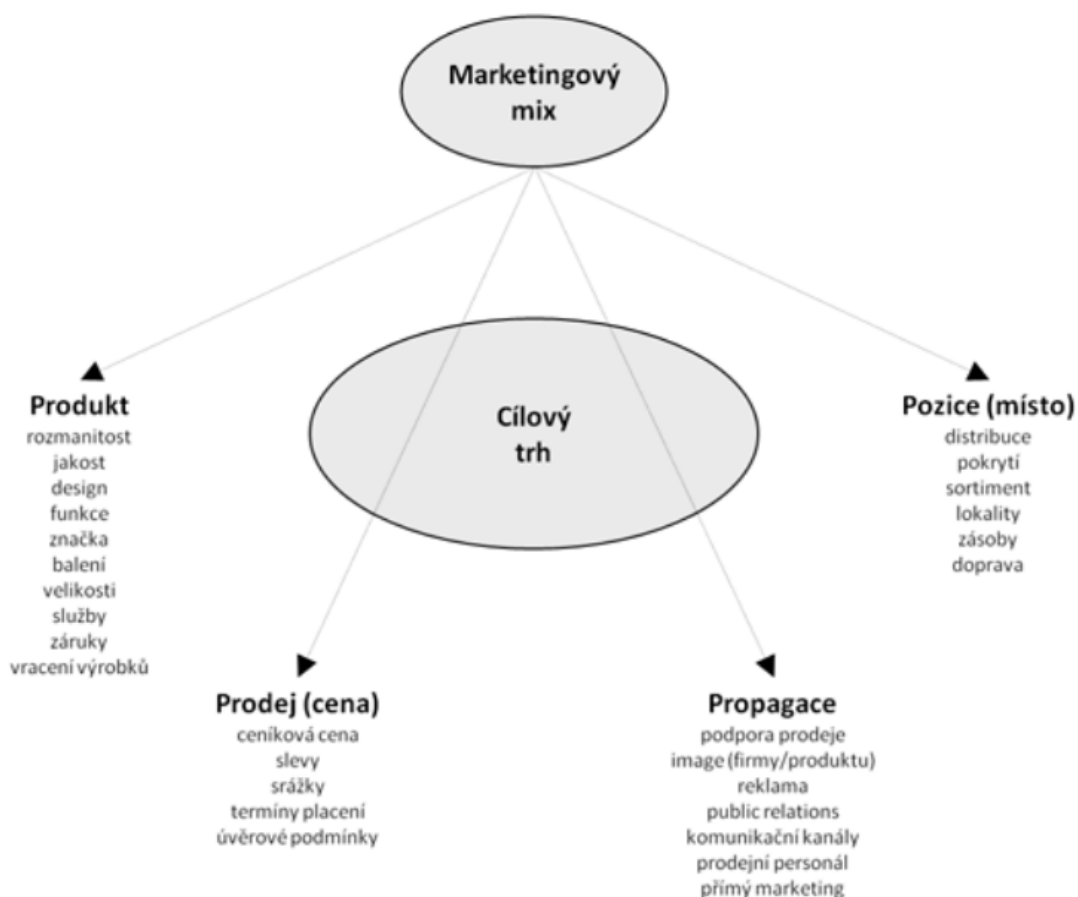 Marketingový
mix
Cílový
trh
Produkt
rozmanitost
jakost
design
funkce
značka
balení
velikosti
služby
záruky
vracení výrobků
Prodej (cena)
ceníková cena
slevy
srážky
termíny placení
úvěrové podmínky
Propagace
podpora prodeje
image (firmy/produktu)
reklama
public relations
komunikační kanály
prodejní personál
přímý marketing
Pozice (místo)
distribuce
pokrytí
sortiment
lokality
zásoby
doprava